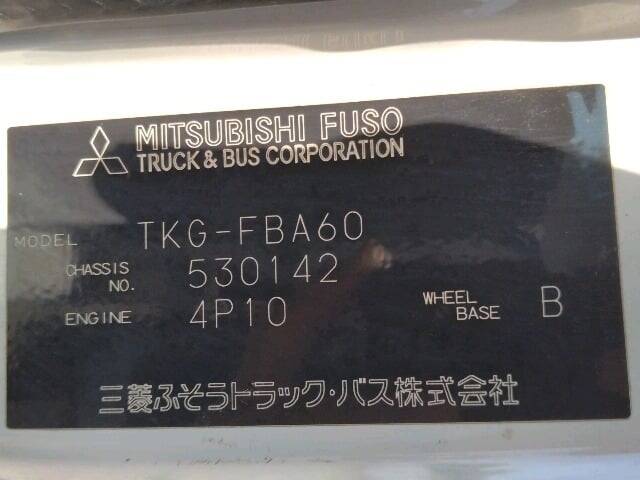 MITSUBISHI FUSO
TRUCK & BUS CORPORATION
MODEL TKG-FBA60
CHASSIS NO. 530142
ENGINE 4P10 WHEEL BASE B
三菱ふそうトラック・バス株式会社